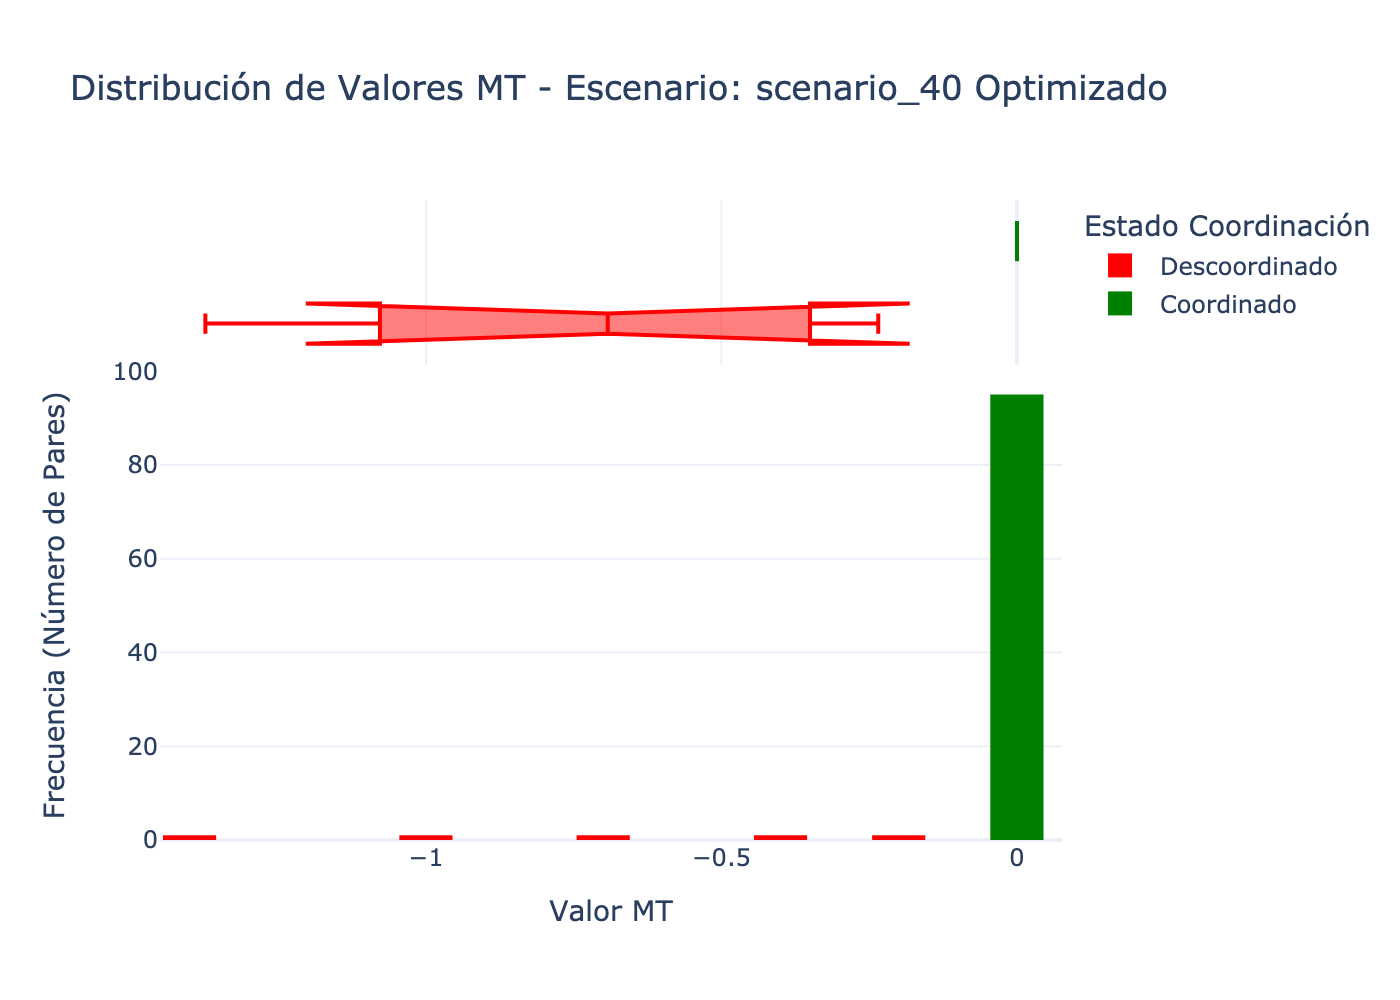 Distribución de Valores MT - Escenario: scenario_40 Optimizado
Estado Coordinación
Descoordinado
Coordinado
100
80
60
40
20
0
Frecuencia (Número de Pares)
−1
−0.5
0
Valor MT